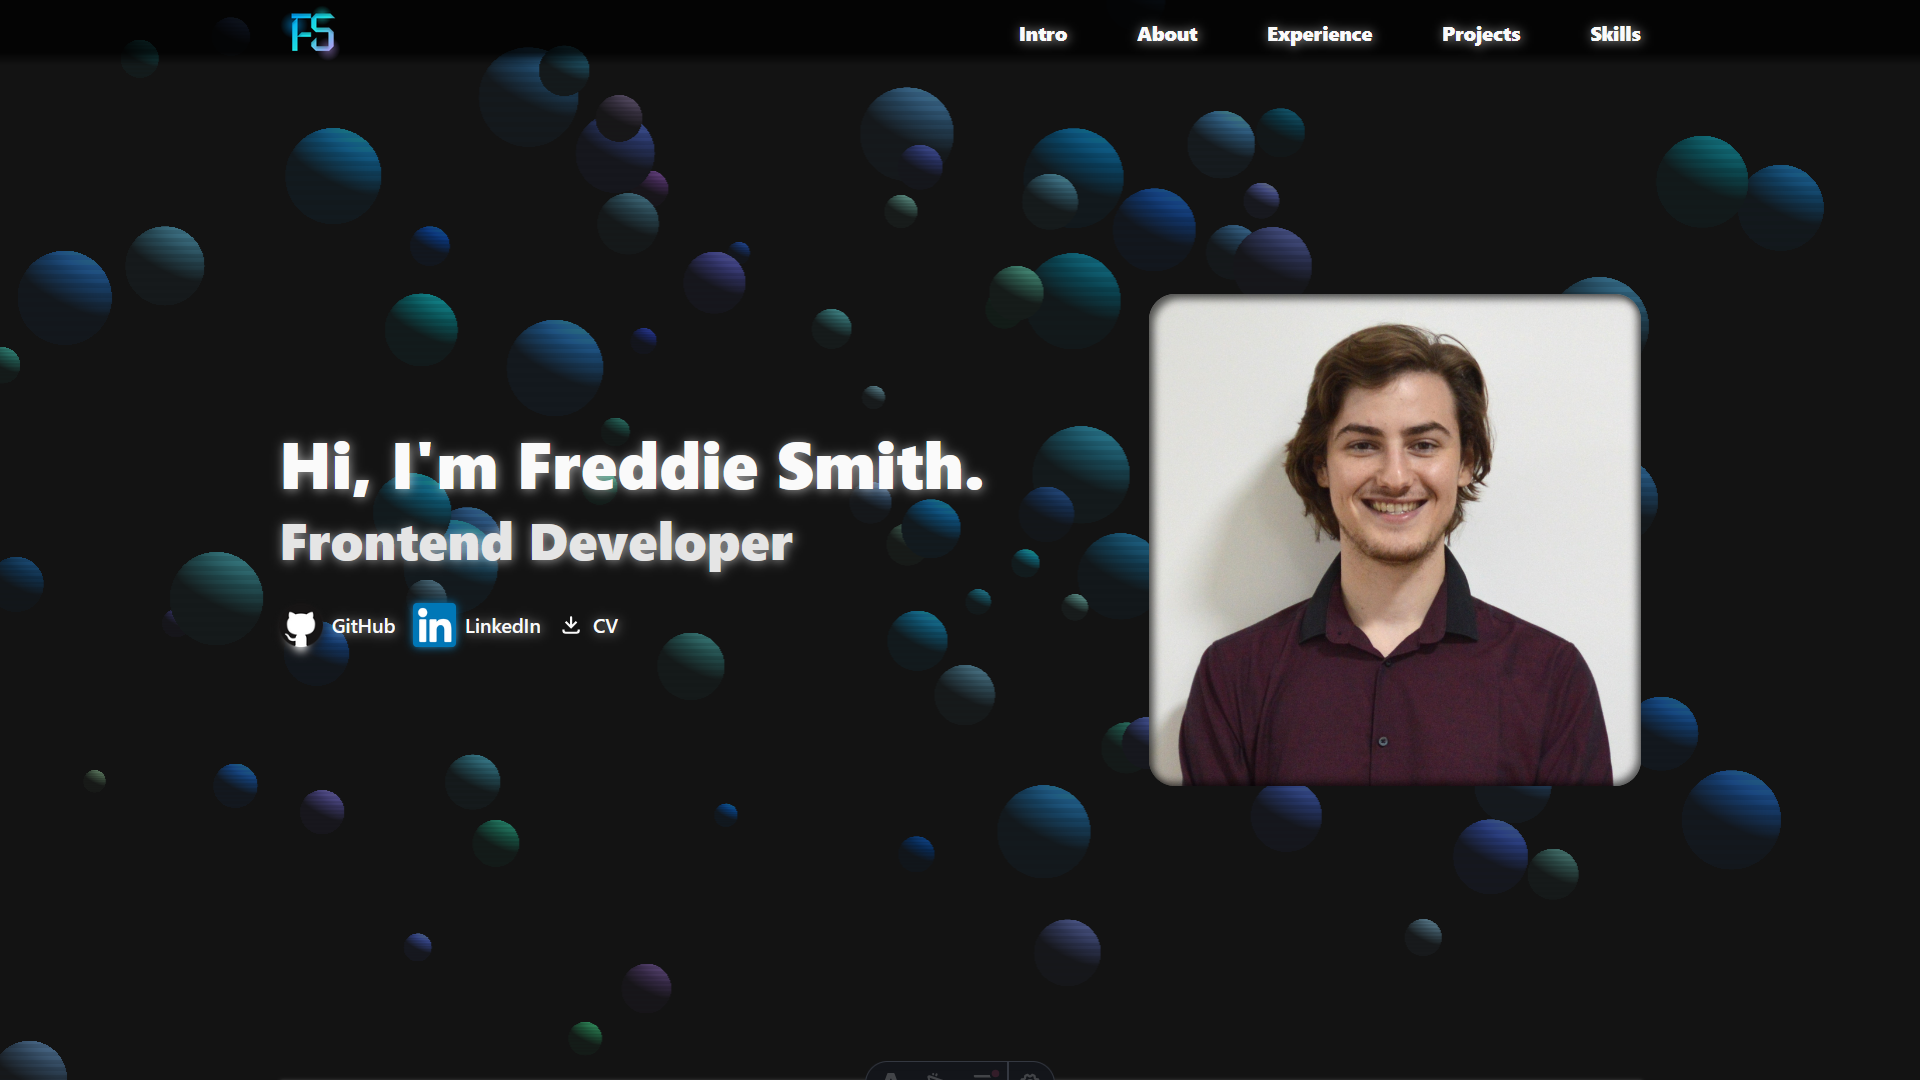 FS
Intro
About
Experience
Projects
Skills
Hi, I'm Freddie Smith.
Frontend Developer
GitHub
in LinkedIn
CV